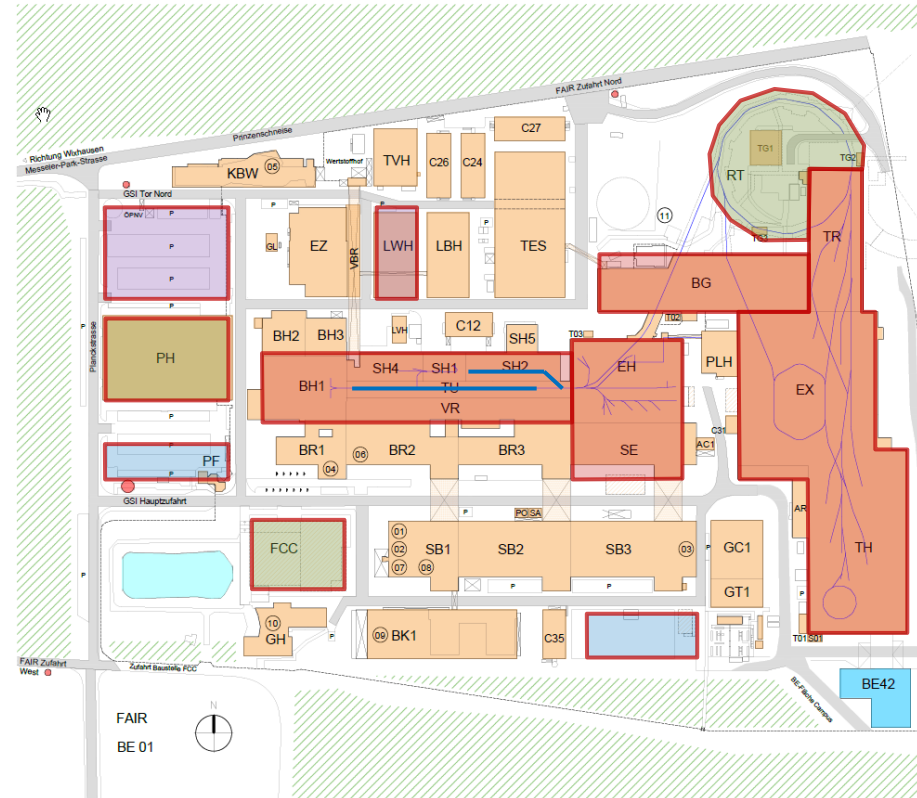 FAIR Zufahrt Nord
Prinzenschneise
Richtung Wixhausen
Messeler-Park-Strasse
C27
TG1
TG2
RT
Wertstoffhof
TVH
C26
C24
KBW
05
GSI Tor Nord
ÖPNV
P
P
P
P
P
P
11
TR
GL
EZ
VBR
LWH
LBH
TES
BG
P
Planckstrasse
BH2
BH3
LVH
C12
SH5
T03
T02
PH
SH4
SH1
SH2
EH
PLH
BH1
TU
EX
VR
P
P
P
C31
PF
BR1
04
06
BR2
BR3
SE
AC1
GSI Hauptzufahrt
P
PO
SA
AR
FCC
01
02
07
08
SB1
SB2
SB3
03
P
GC1
TH
P
P
P
GT1
P
10
GH
P
09
BK1
C35
T01
S01
FAIR Zufahrt
West
Zufahrt Baustelle FCC
BE-Fläche Campus
BE42
FAIR
N
BE 01